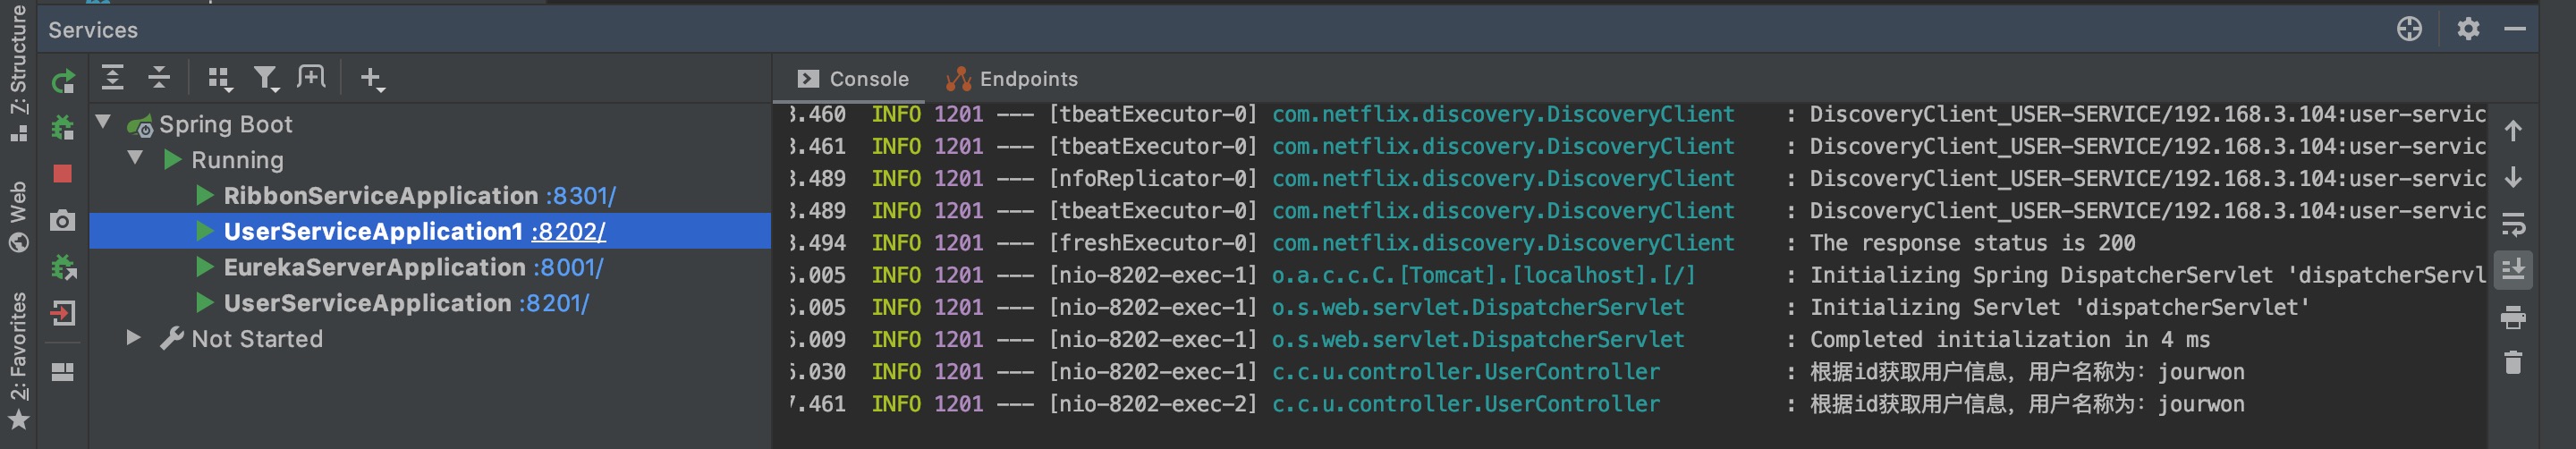 Services
Z: Structure
Web
2: Favorites
Spring Boot
Running
RibbonServiceApplication :8301/
UserServiceApplication1 :8202/
EurekaServerApplication :8001/
UserServiceApplication :8201/
Not Started
Console Endpoints
3.460 INFO 1201 --- [tbeatExecutor-0] com.netflix.discovery.DiscoveryClient : DiscoveryClient_USER-SERVICE/192.168.3.104:user-servic
3.461 INFO 1201 --- [tbeatExecutor-0] com.netflix.discovery.DiscoveryClient : DiscoveryClient_USER-SERVICE/192.168.3.104:user-servic
3.489 INFO 1201 --- [nfoReplicator-0] com.netflix.discovery.DiscoveryClient : DiscoveryClient_USER-SERVICE/192.168.3.104:user-servic
3.489 INFO 1201 --- [tbeatExecutor-0] com.netflix.discovery.DiscoveryClient : DiscoveryClient_USER-SERVICE/192.168.3.104:user-servic
3.494 INFO 1201 --- [freshExecutor-0] com.netflix.discovery.DiscoveryClient : The response status is 200
5.005 INFO 1201 --- [nio-8202-exec-1] o.a.c.c.C.[Tomcat].[localhost].[/] : Initializing Spring DispatcherServlet 'dispatcherServl
5.005 INFO 1201 --- [nio-8202-exec-1] o.s.web.servlet.DispatcherServlet : Initializing Servlet 'dispatcherServlet'
5.009 INFO 1201 --- [nio-8202-exec-1] o.s.web.servlet.DispatcherServlet : Completed initialization in 4 ms
5.030 INFO 1201 --- [nio-8202-exec-1] c.c.u.controller.UserController : 根据id获取用户信息，用户名称为：jourwon
7.461 INFO 1201 --- [nio-8202-exec-2] c.c.u.controller.UserController : 根据id获取用户信息，用户名称为：jourwon